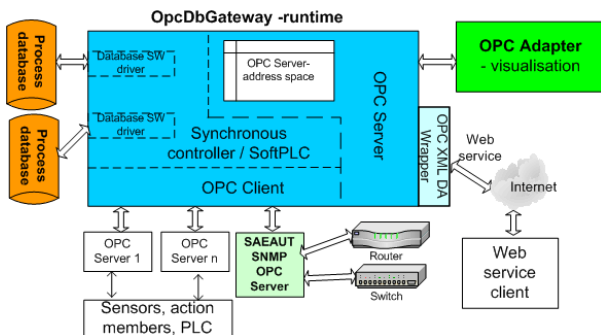 OpcDbGateway -runtime
Process
database
Database SW
driver
OPC Server-
address space
OPC Server
OPC Adapter
- visualisation
Process
database
Database SW
driver
Synchronous
controller / SoftPLC
OPC Client
OPC XML DA
Wrapper
Web
service
Internet
OPC
Server 1
OPC
Server n
SAEAUT
SNMP
OPC
Server
Router
Switch
Web
service
client
Sensors, action
members, PLC